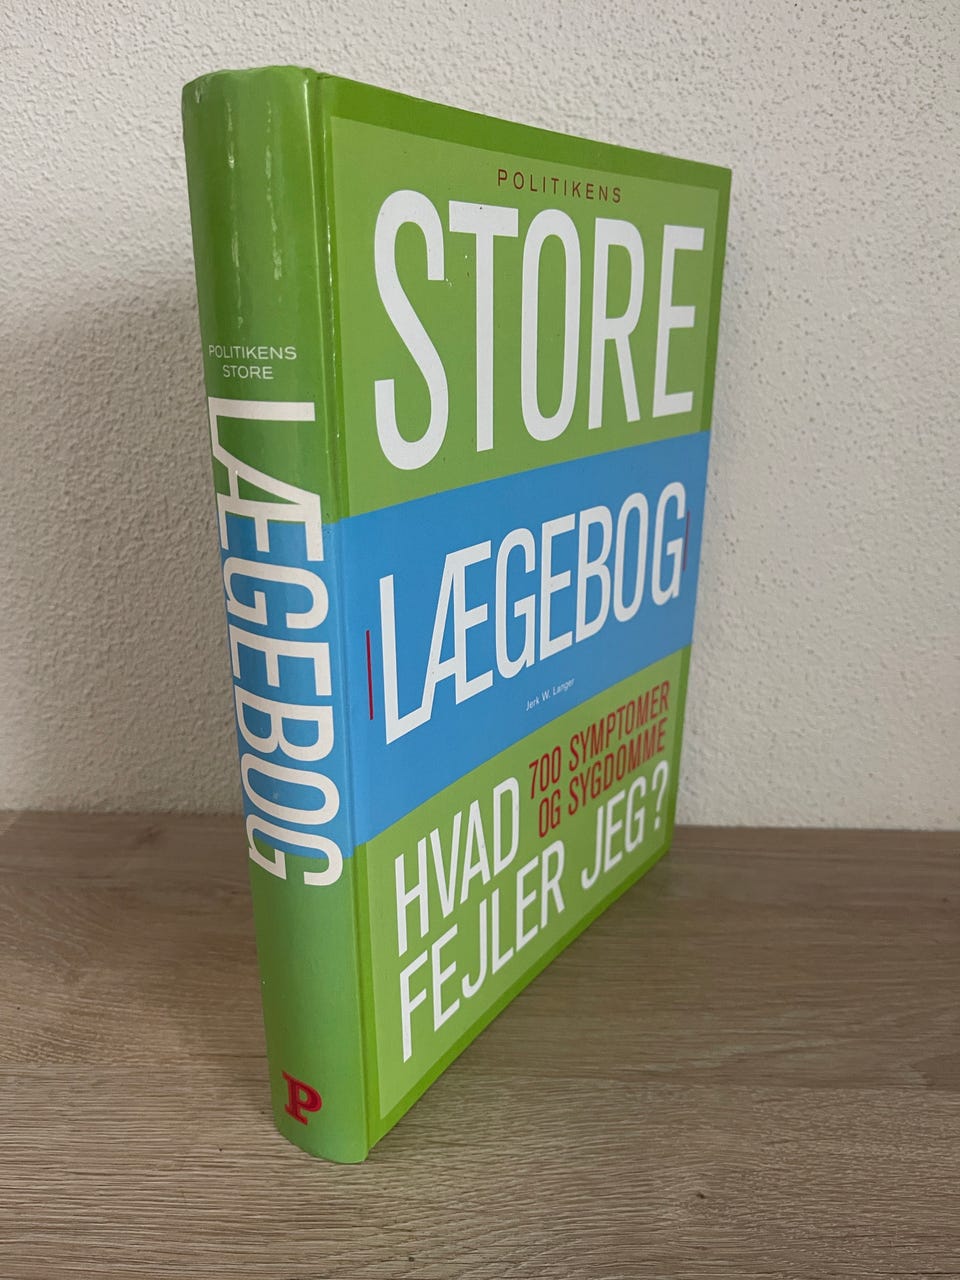 POLITIKENS
STORE
LÆGEBOG
P
POLITIKENS
STORE
LÆGEBOG
Jerk W. Langer
700 SYMPTOMER
OG SYGDOMME
HVAD
FEJLER JEG?